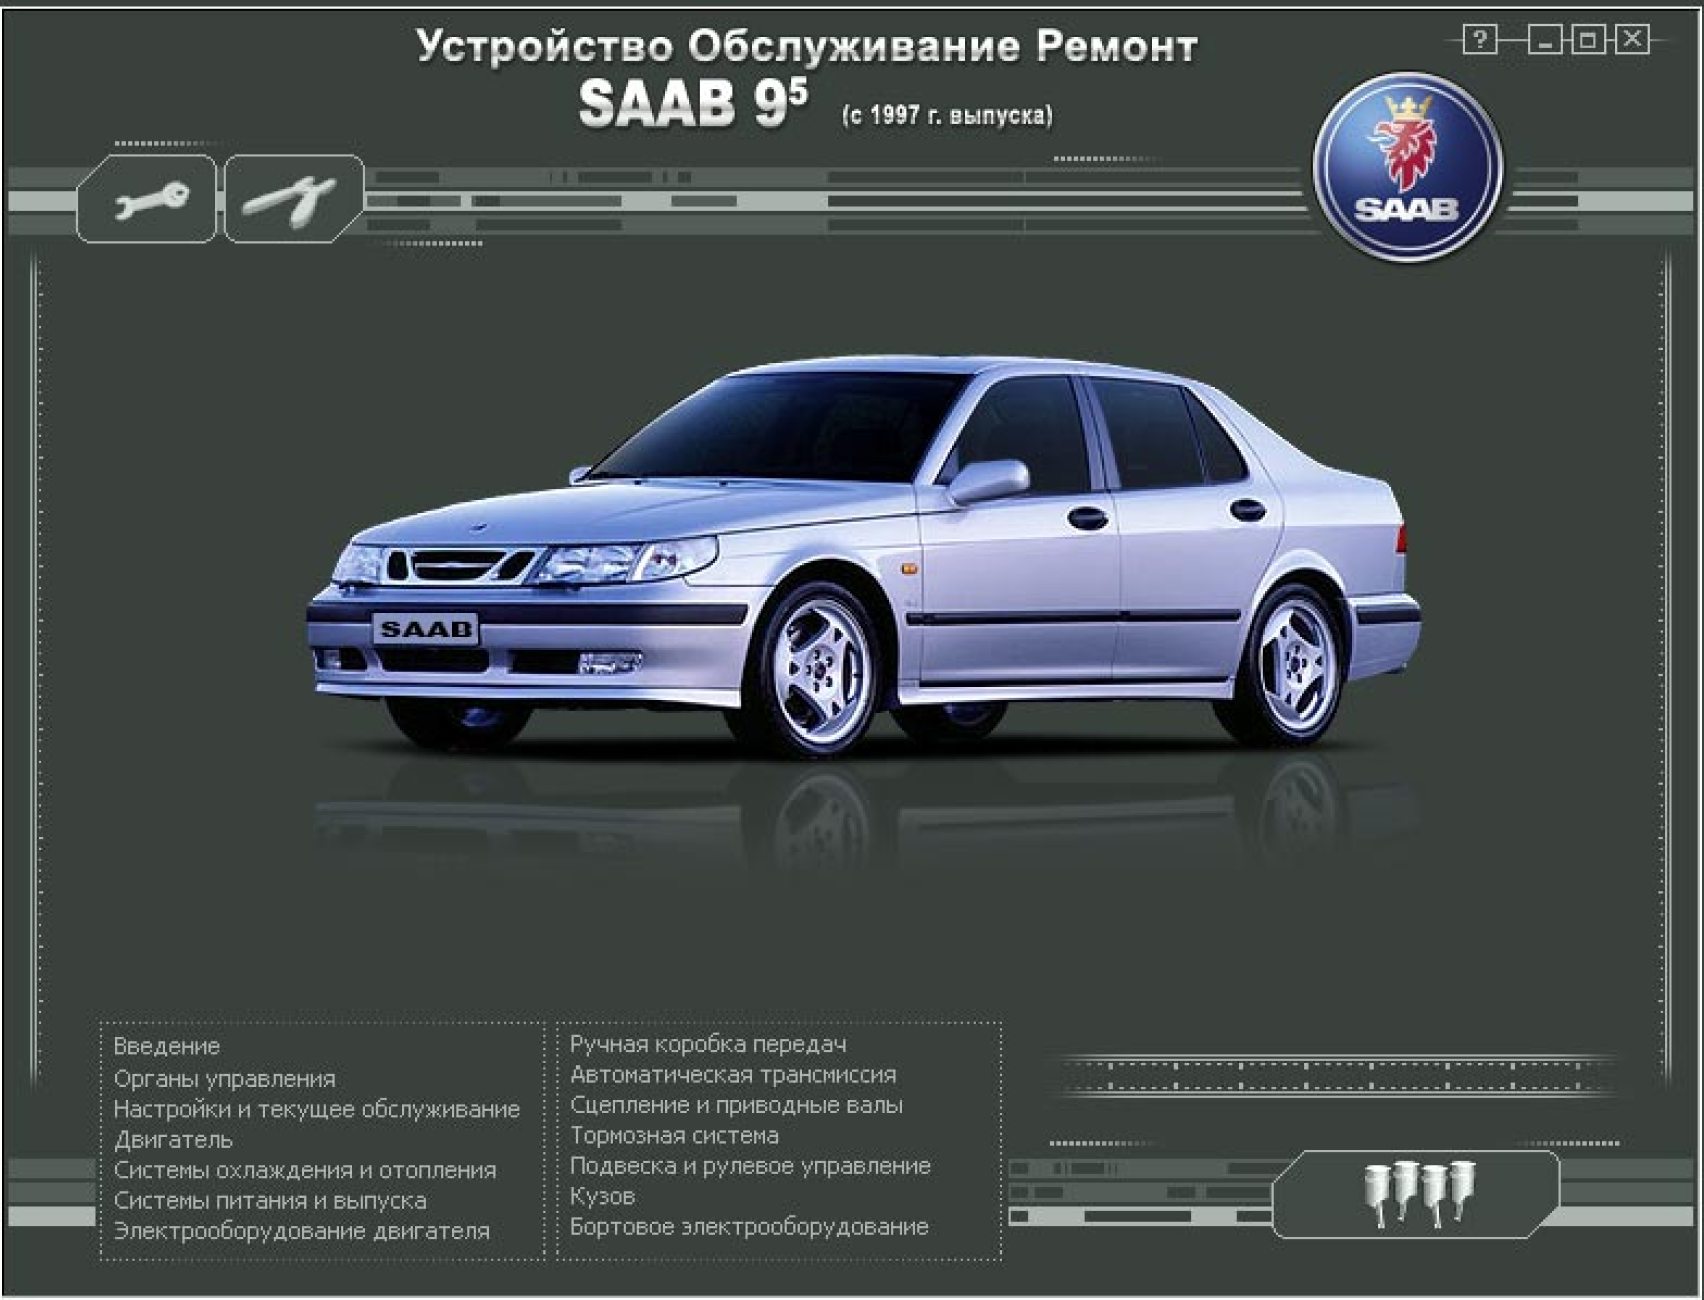 Устройство Обслуживание Ремонт
SAAB 9⁵ (с 1997 г. выпуска)
SAAB
SAAB
Введение
Органы управления
Настройки и текущее обслуживание
Двигатель
Системы охлаждения и отопления
Системы питания и выпуска
Электрооборудование двигателя
Ручная коробка передач
Автоматическая трансмиссия
Сцепление и приводные валы
Тормозная система
Подвеска и рулевое управление
Кузов
Бортовое электрооборудование